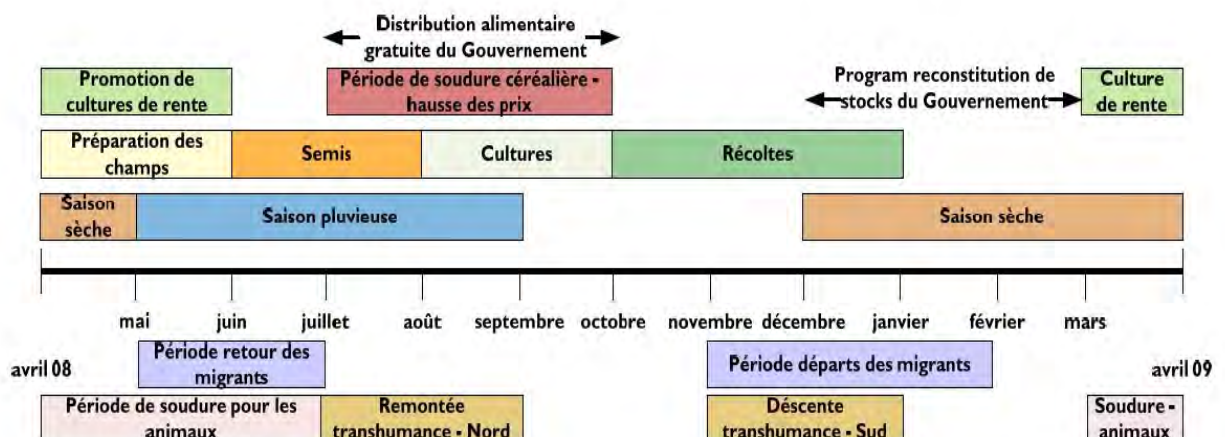 Distribution alimentaire
gratuite du Gouvernement
Promotion de
cultures de rente
Période de soudure céréalière -
hausse des prix
Program reconstitution de
stocks du Gouvernement
Culture
de rente
Préparation des
champs
Semis
Cultures
Récoltes
Saison
sèche
Saison pluvieuse
Saison sèche
mai
juin
juillet
août
septembre
octobre
novembre
décembre
janvier
février
mars
avril 08
Période retour des
migrants
Période départs des migrants
avril 09
Période de soudure pour les
animaux
Remontée
transhumance - Nord
Déscente
transhumance - Sud
Soudure -
animaux